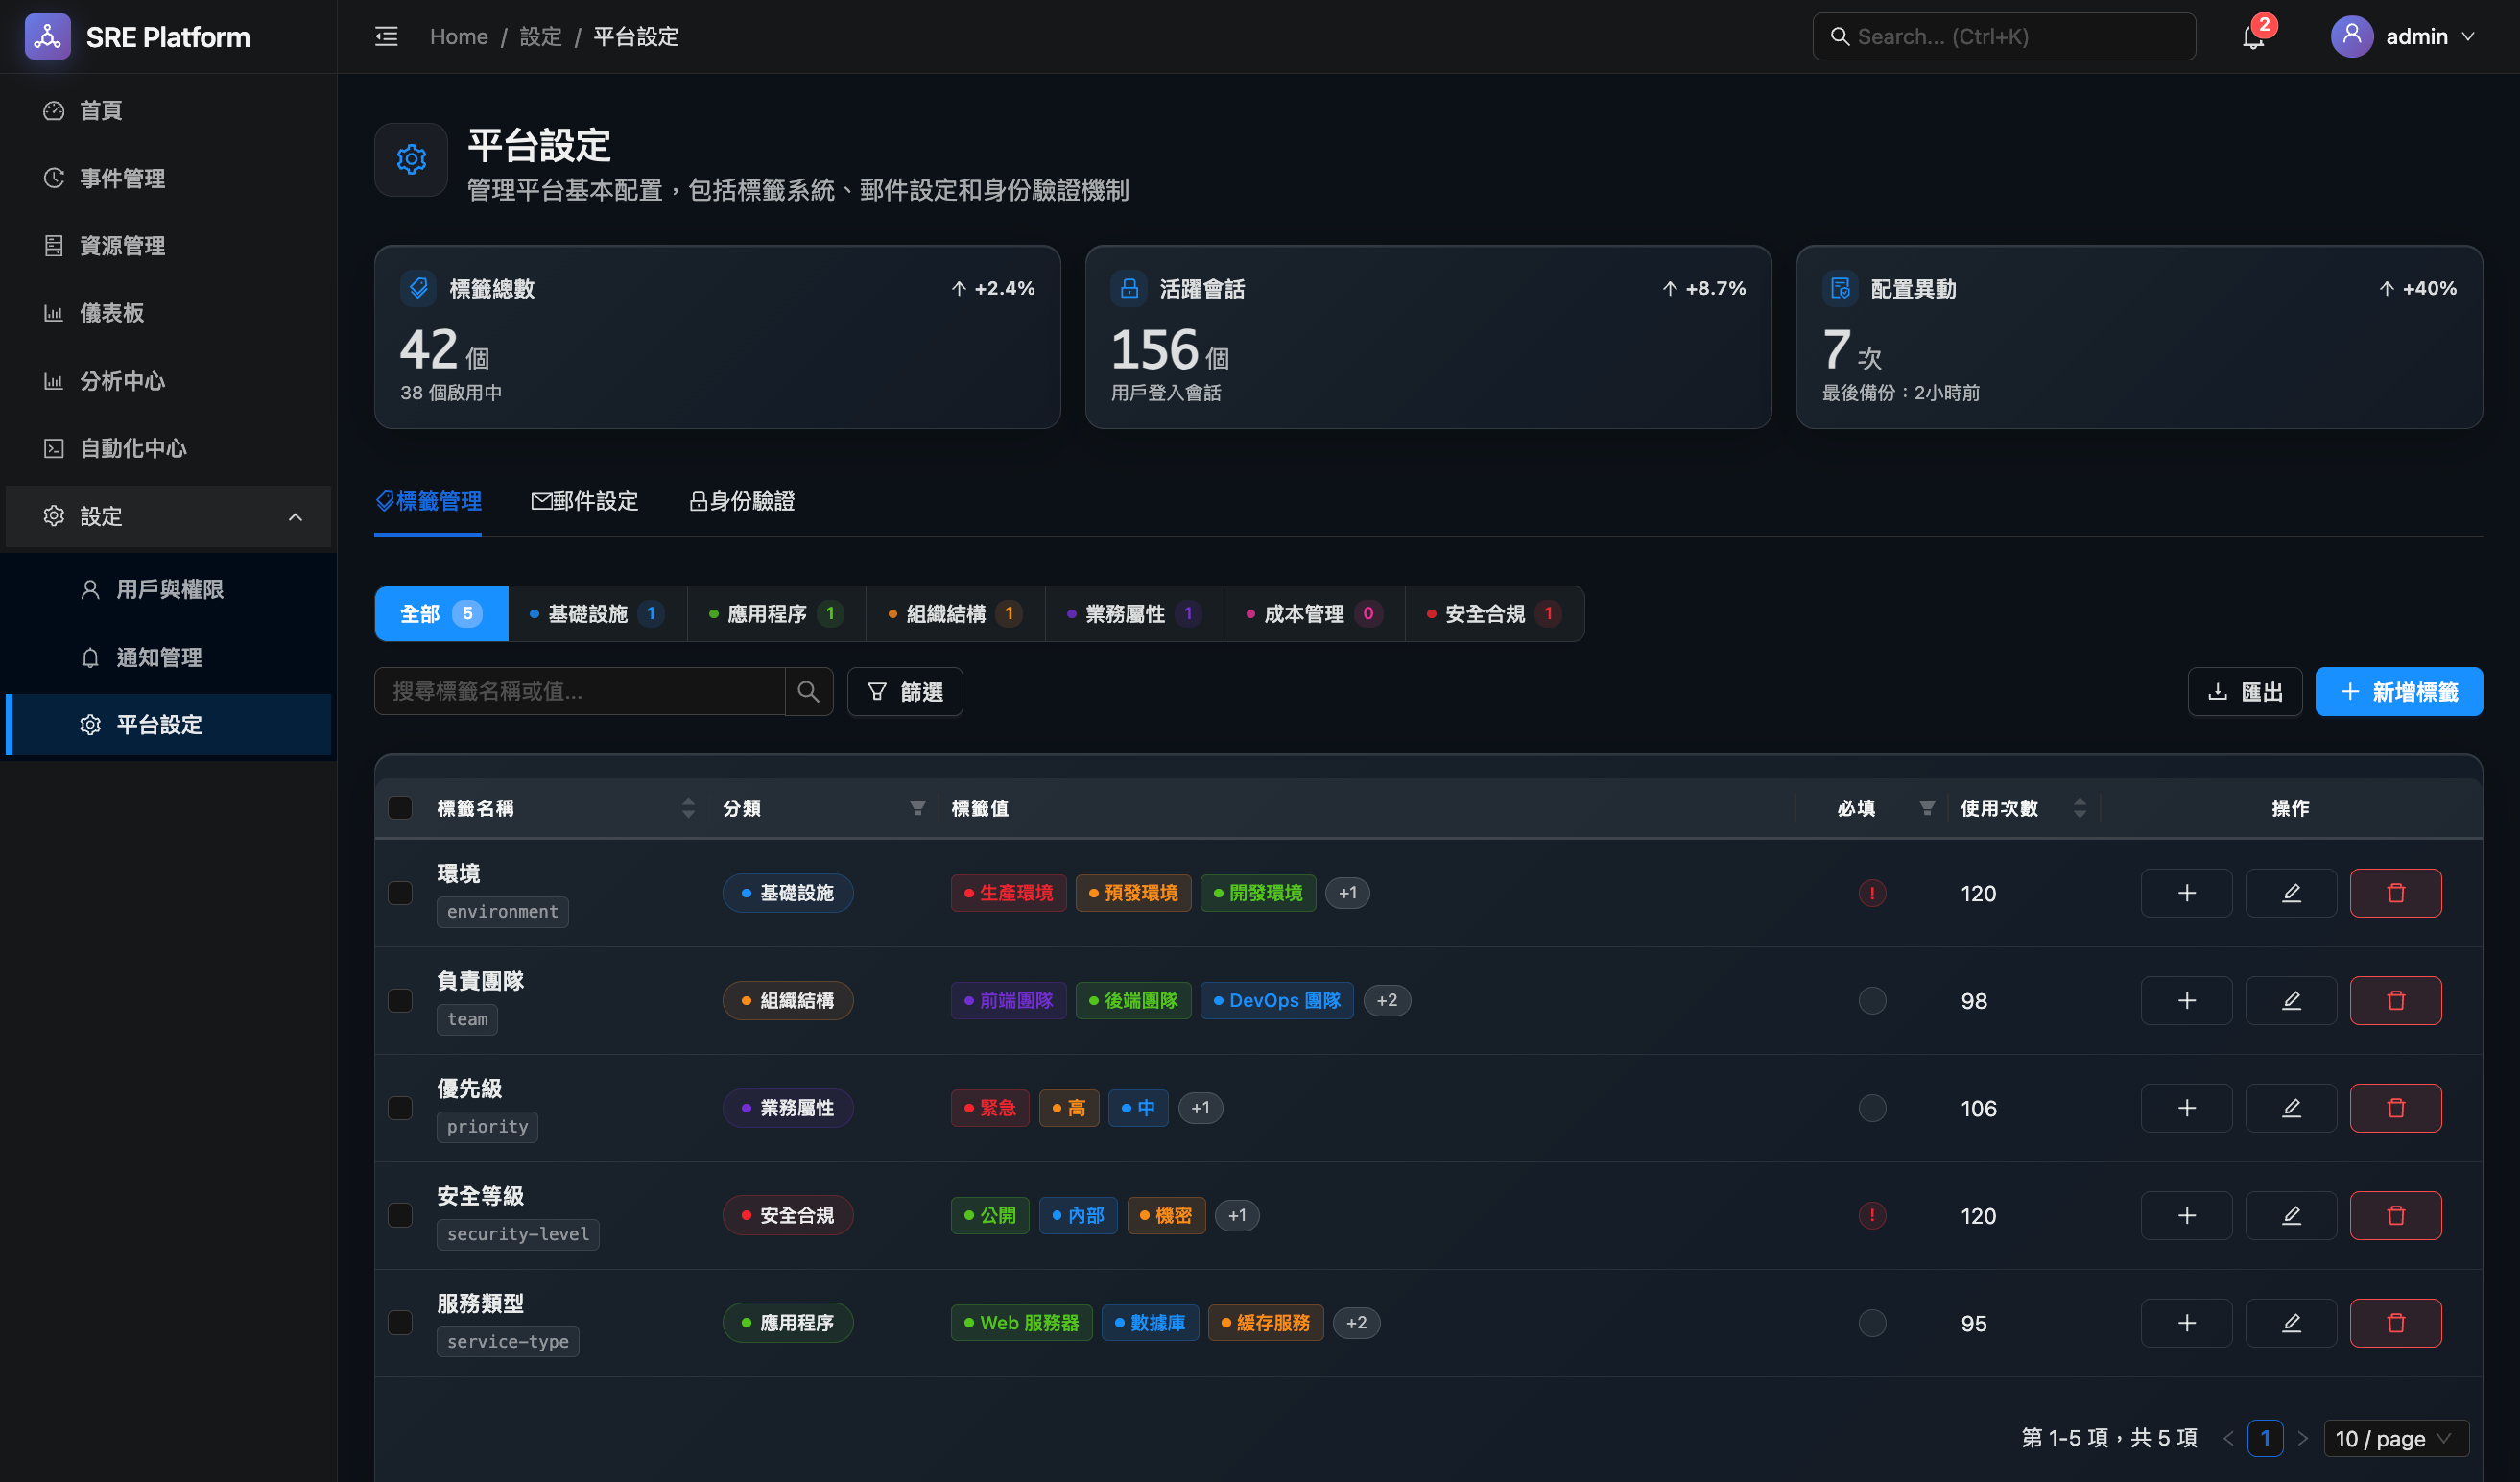 SRE Platform
Home / 設定 / 平台設定
Search... (Ctrl+K)
2
admin
首頁
事件管理
資源管理
儀表板
分析中心
自動化中心
設定
用戶與權限
通知管理
平台設定
平台設定
管理平台基本配置，包括標籤系統、郵件設定和身份驗證機制
標籤總數 +2.4%
42 個
38 個啟用中
活躍會話 +8.7%
156 個
用戶登入會話
配置異動 +40%
7 次
最後備份：2小時前
標籤管理 郵件設定 身份驗證
全部 5 基礎設施 1 應用程序 1 組織結構 1 業務屬性 1 成本管理 0 安全合規 1
搜尋標籤名稱或值... 篩選 匯出 新增標籤
標籤名稱 分類 標籤值 必填 使用次數 操作
環境
environment
基礎設施 生產環境 預發環境 開發環境 +1 ! 120
負責團隊
team
組織結構 前端團隊 後端團隊 DevOps 團隊 +2 98
優先級
priority
業務屬性 緊急 高 中 +1 106
安全等級
security-level
安全合規 公開 內部 機密 +1 ! 120
服務類型
service-type
應用程序 Web 服務器 數據庫 緩存服務 +2 95
第 1-5 項，共 5 項 < 1 > 10 / page